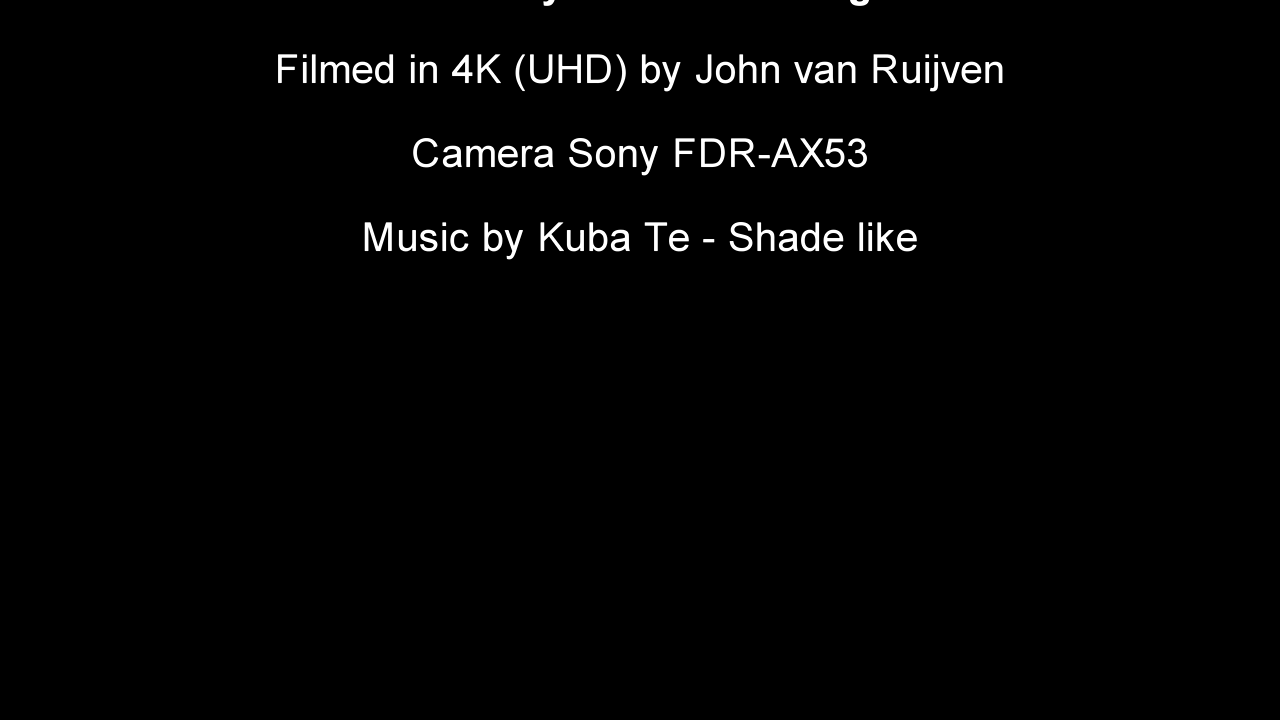 Filmed in 4K (UHD) by John van Ruijven
Camera Sony FDR-AX53
Music by Kuba Te - Shade like